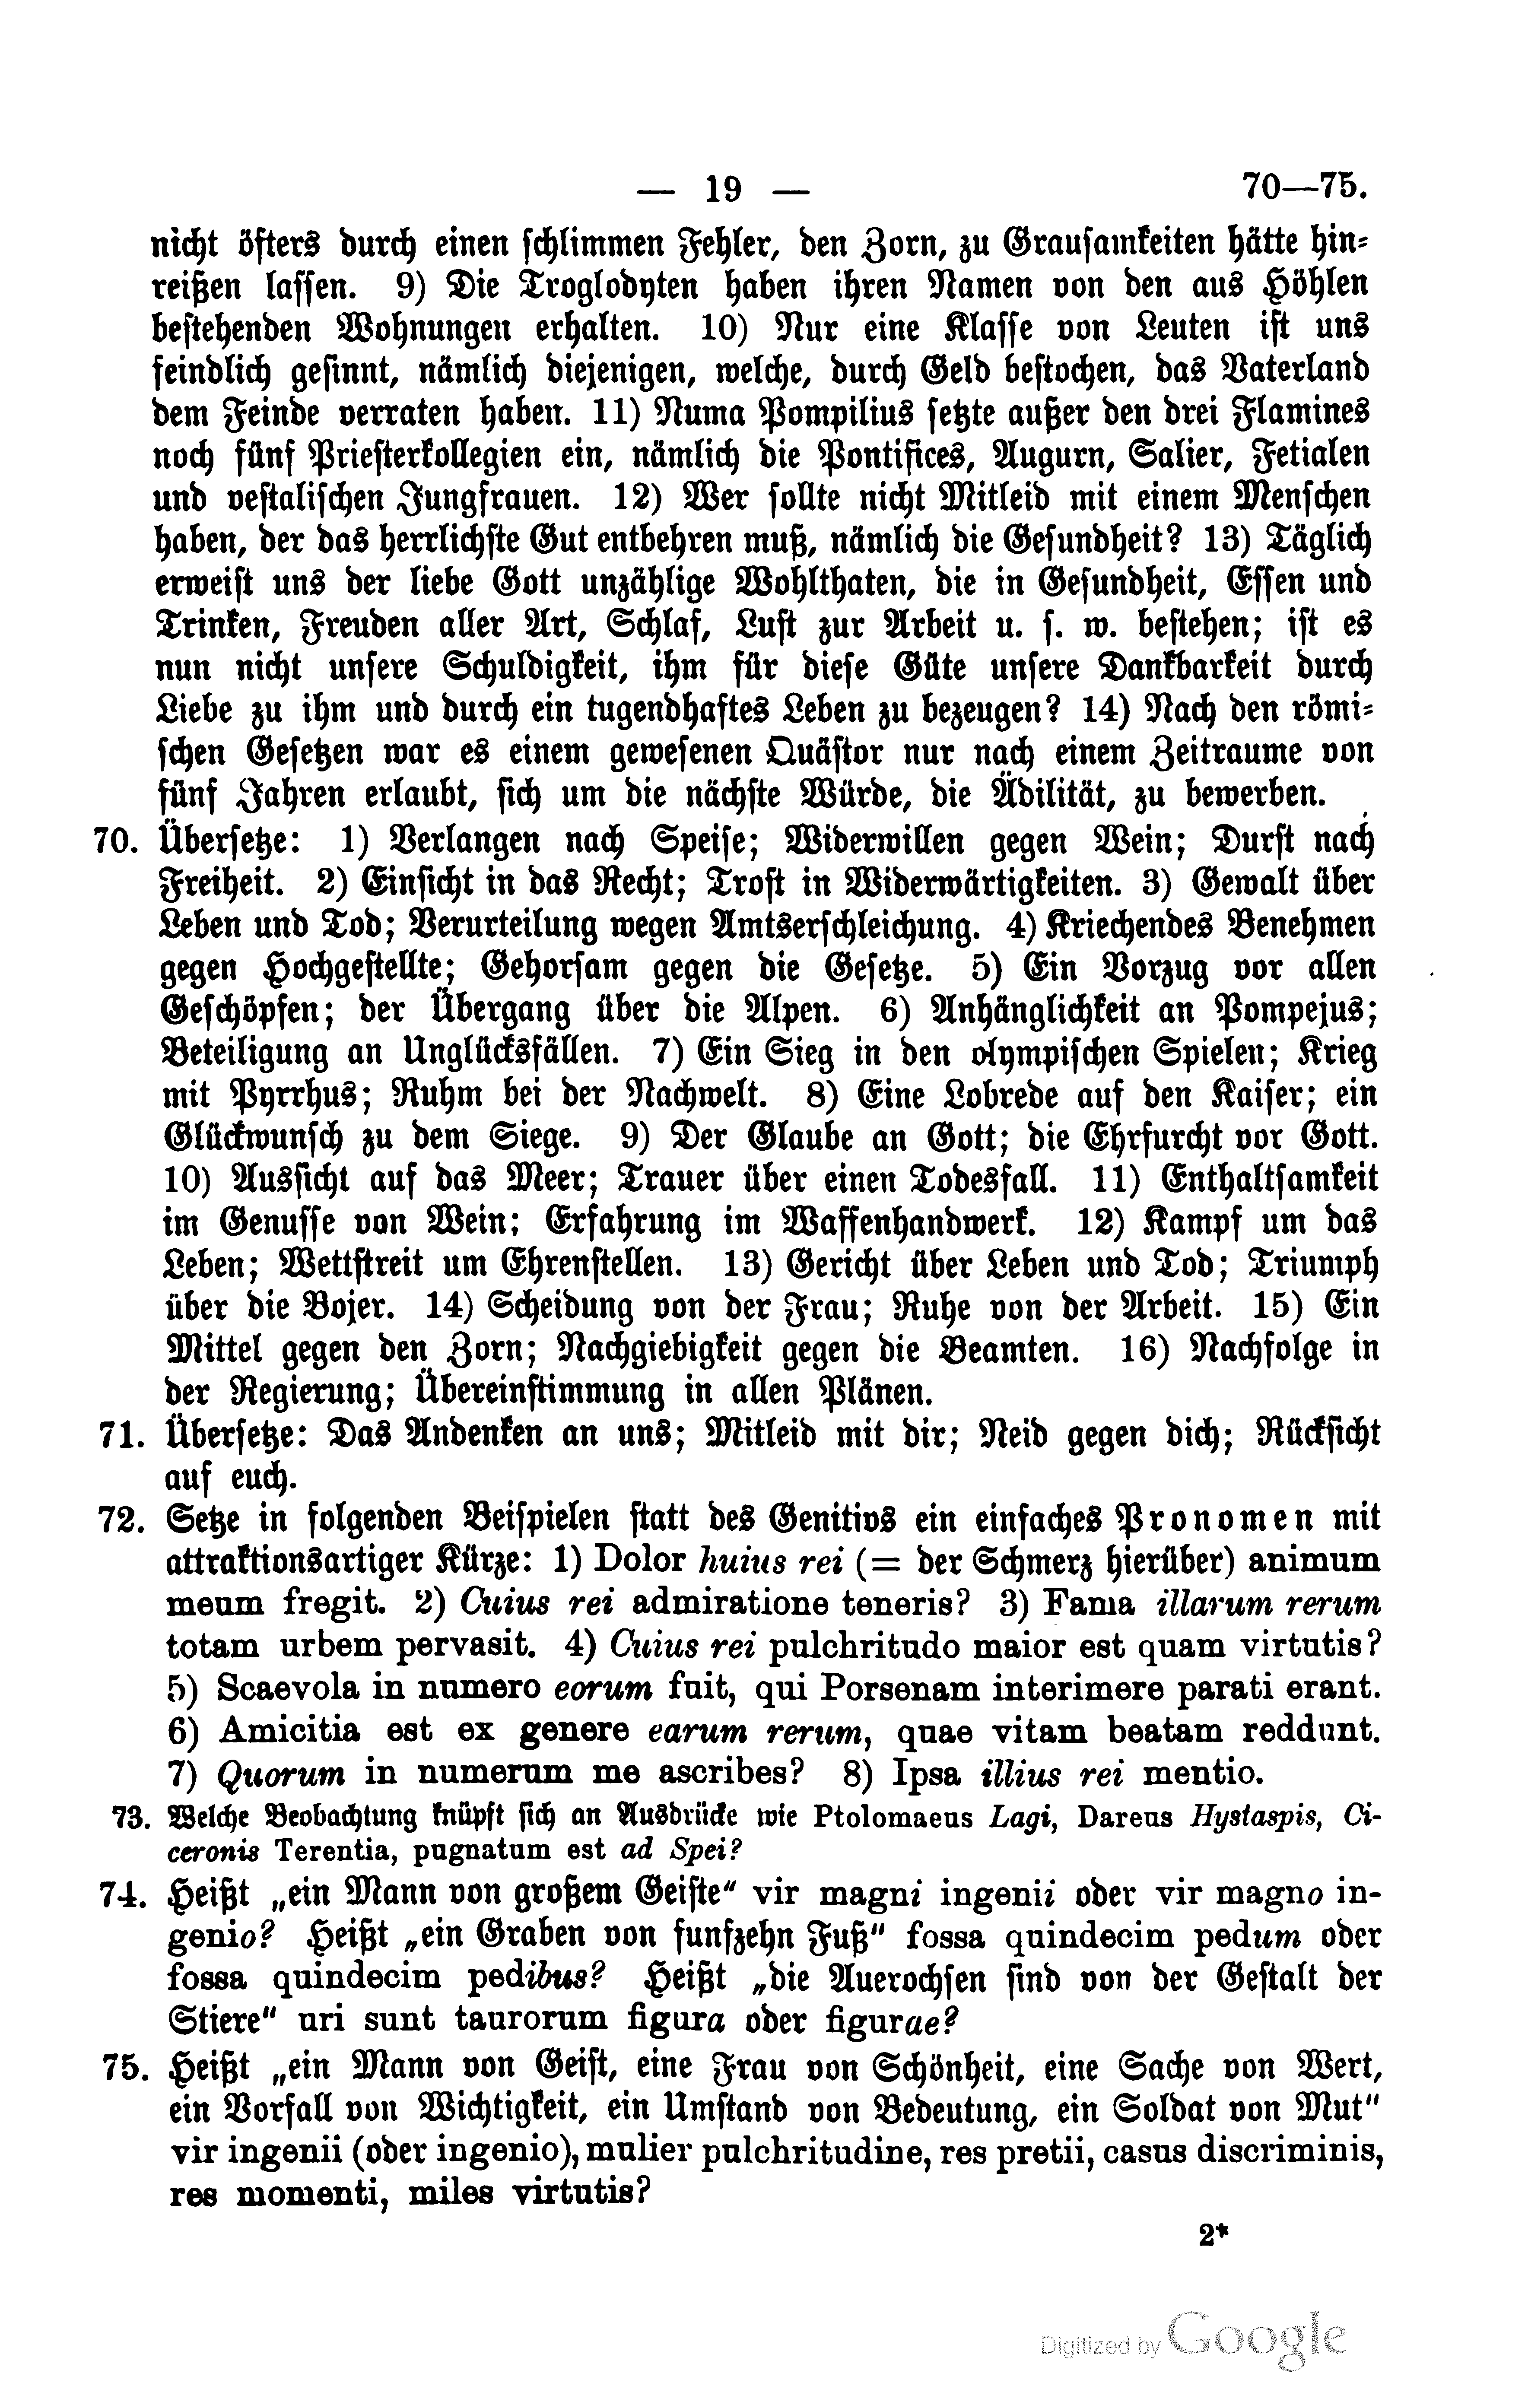 — 19 — 70—75.
nicht öfters durch einen schlimmen Fehler, den Zorn, zu Grausamkeiten hätte hin-
reißen lassen. 9) Die Troglodyten haben ihren Namen von den aus Höhlen
bestehenden Wohnungen erhalten. 10) Nur eine Klasse von Leuten ist uns
feindlich gesinnt, nämlich diejenigen, welche, durch Geld bestochen, das Vaterland
dem Feinde verraten haben. 11) Numa Pompilius setzte außer den drei Flamines
noch fünf Priesterkollegien ein, nämlich die Pontifices, Augurn, Salier, Fetialen
und vestalischen Jungfrauen. 12) Wer sollte nicht Mitleid mit einem Menschen
haben, der das herrlichste Gut entbehren muß, nämlich die Gesundheit? 13) Täglich
erweist uns der liebe Gott unzählige Wohlthaten, die in Gesundheit, Essen und
Trinken, Freuden aller Art, Schlaf, Lust zur Arbeit u. s. w. bestehen; ist es
nun nicht unsere Schuldigkeit, ihm für diese Güte unsere Dankbarkeit durch
Liebe zu ihm und durch ein tugendhaftes Leben zu bezeugen? 14) Nach den römi-
schen Gesetzen war es einem gewesenen Quästor nur nach einem Zeitraume von
fünf Jahren erlaubt, sich um die nächste Würde, die Ädilität, zu bewerben.
70. Übersetze: 1) Verlangen nach Speise; Widerwillen gegen Wein; Durst nach
Freiheit. 2) Einsicht in das Recht; Trost in Widerwärtigkeiten. 3) Gewalt über
Leben und Tod; Verurteilung wegen Amtserschleichung. 4) Kriechendes Benehmen
gegen Hochgestellte; Gehorsam gegen die Gesetze. 5) Ein Vorzug vor allen
Geschöpfen; der Übergang über die Alpen. 6) Anhänglichkeit an Pompejus;
Beteiligung an Unglücksfällen. 7) Ein Sieg in den olympischen Spielen; Krieg
mit Pyrrhus; Ruhm bei der Nachwelt. 8) Eine Lobrede auf den Kaiser; ein
Glückwunsch zu dem Siege. 9) Der Glaube an Gott; die Ehrfurcht vor Gott.
10) Aussicht auf das Meer; Trauer über einen Todesfall. 11) Enthaltsamkeit
im Genusse von Wein; Erfahrung im Waffenhandwerk. 12) Kampf um das
Leben; Wettstreit um Ehrenstellen. 13) Gericht über Leben und Tod; Triumph
über die Bojer. 14) Scheidung von der Frau; Ruhe von der Arbeit. 15) Ein
Mittel gegen den Zorn; Nachgiebigkeit gegen die Beamten. 16) Nachfolge in
der Regierung; Übereinstimmung in allen Plänen.
71. Übersetze: Das Andenken an uns; Mitleid mit dir; Neid gegen dich; Rücksicht
auf euch.
72. Setze in folgenden Beispielen statt des Genitivs ein einfaches Pronomen mit
attraktionsartiger Kürze: 1) Dolor huius rei (= der Schmerz hierüber) animum
meum fregit. 2) Cuius rei admiratione teneris? 3) Fama illarum rerum
totam urbem pervasit. 4) Cuius rei pulchritudo maior est quam virtutis?
5) Scaevola in numero eorum fuit, qui Porsenam interimere parati erant.
6) Amicitia est ex genere earum rerum, quae vitam beatam reddunt.
7) Quorum in numerum me ascribes? 8) Ipsa illius rei mentio.
73. Welche Beobachtung knüpft sich an Ausdrücke wie Ptolomaeus Lagi, Dareus Hystaspis, Ci-
ceronis Terentia, pugnatum est ad Spei?
74. Heißt „ein Mann von großem Geiste“ vir magni ingenii oder vir magno in-
genio? Heißt „ein Graben von funfzehn Fuß“ fossa quindecim pedum oder
fossa quindecim pedibus? Heißt „die Auerochsen sind von der Gestalt der
Stiere“ uri sunt taurorum figura oder figurae?
75. Heißt „ein Mann von Geist, eine Frau von Schönheit, eine Sache von Wert,
ein Vorfall von Wichtigkeit, ein Umstand von Bedeutung, ein Soldat von Mut“
vir ingenii (oder ingenio), mulier pulchritudine, res pretii, casus discriminis,
res momenti, miles virtutis?
2*
Digitized by Google